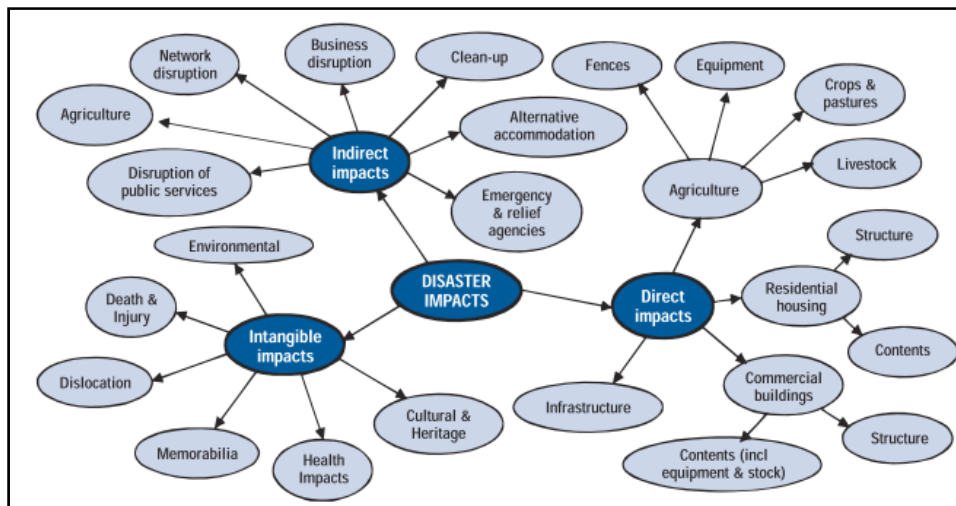 Network
disruption
Business
disruption
Clean-up
Fences
Equipment
Crops &
pastures
Agriculture
Indirect
impacts
Alternative
accommodation
Livestock
Disruption of
public services
Agriculture
Emergency
& relief
agencies
Environmental
Structure
DISASTER
IMPACTS
Direct
impacts
Residential
housing
Death &
Injury
Intangible
impacts
Contents
Dislocation
Commercial
buildings
Infrastructure
Cultural &
Heritage
Memorabilia
Health
Impacts
Contents (incl
equipment & stock)
Structure